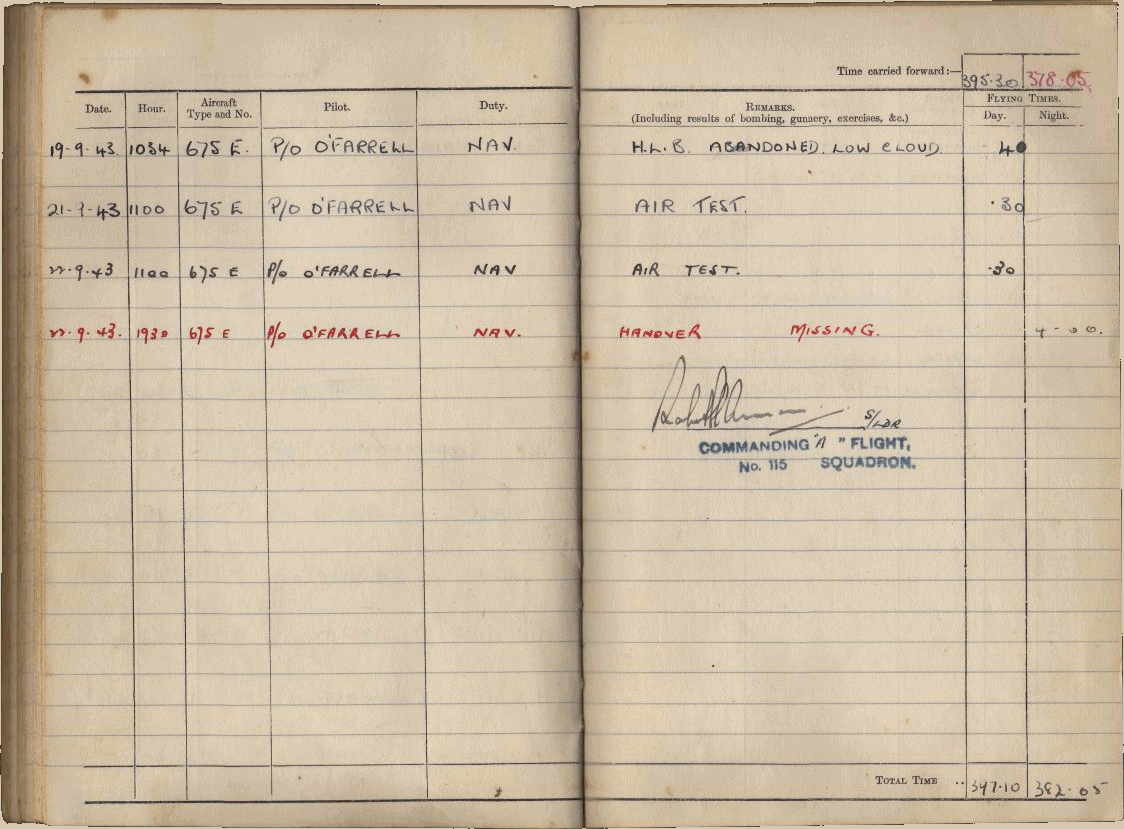 Time carried forward:— 395·30 378·05
Date. Hour. Aircraft Type and No. Pilot. Duty. REMARKS. (Including results of bombing, gunnery, exercises, &c.) FLYING TIMES. Day. Night.
19-9-43. 1034 675 E. P/O O'FARRELL NAV. H.L.B. ABANDONED. LOW CLOUD. 40
21-9-43 1100 675 E P/O O'FARRELL NAV AIR TEST. ·30
22·9·43 1100 675 E P/O O'FARRELL NAV AIR TEST. ·30
22·9·43. 1930 675 E P/O O'FARRELL NAV. HANOVER MISSING. 4-00.
S/LDR
COMMANDING "A" FLIGHT,
No. 115 SQUADRON.
TOTAL TIME .. 347·10 382·05